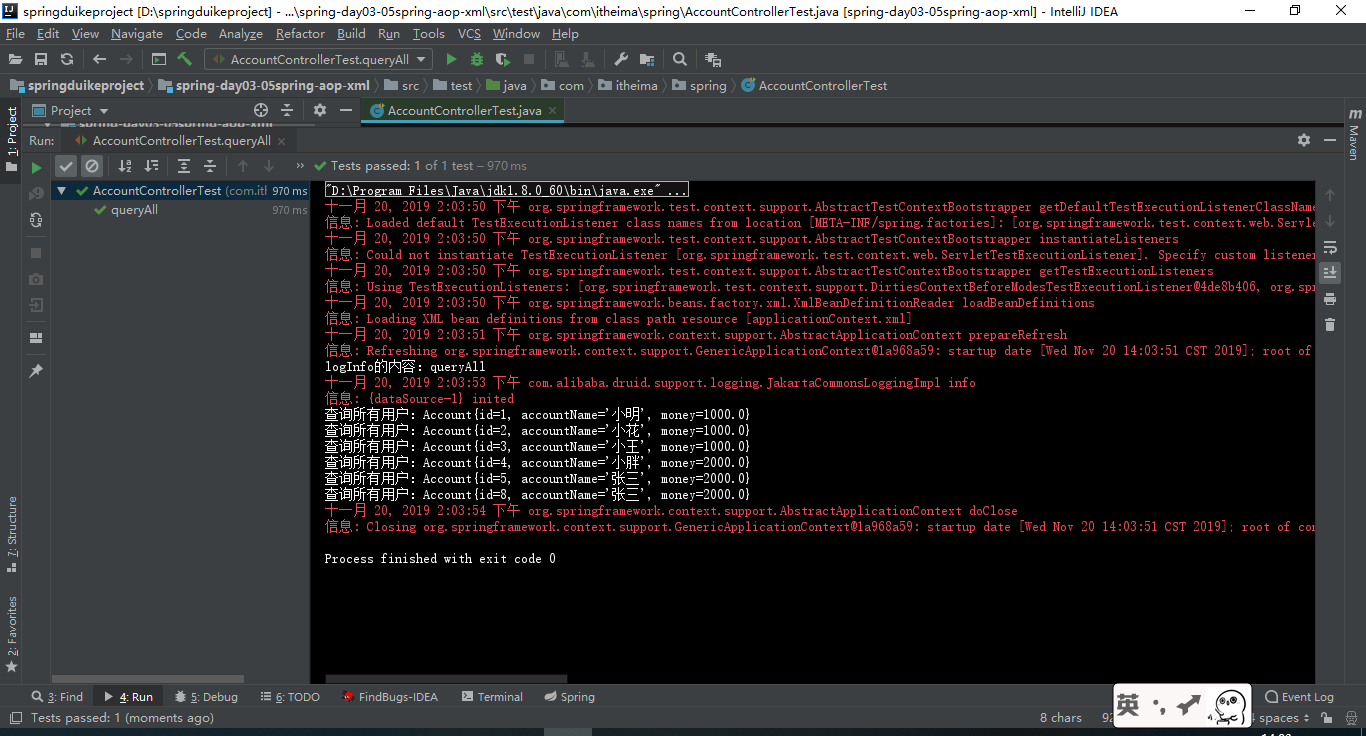 springduikeproject [D:\springduikeproject] - ...\spring-day03-05spring-aop-xml\src\test\java\com\itheima\spring\AccountControllerTest.java [spring-day03-05spring-aop-xml] - IntelliJ IDEA
File Edit View Navigate Code Analyze Refactor Build Run Tools VCS Window Help
AccountControllerTest.queryAll
springduikeproject spring-day03-05spring-aop-xml src test java com itheima spring AccountControllerTest
1: Project
Project
AccountControllerTest.java
Maven
Run: AccountControllerTest.queryAll
Tests passed: 1 of 1 test – 970 ms
AccountControllerTest (com.itl 970 ms
queryAll 970 ms
"D:\Program Files\Java\jdk1.8.0_60\bin\java.exe" ...
十一月 20, 2019 2:03:50 下午 org.springframework.test.context.support.AbstractTestContextBootstrapper getDefaultTestExecutionListenerClassName
信息: Loaded default TestExecutionListener class names from location [META-INF/spring.factories]: [org.springframework.test.context.web.Servle
十一月 20, 2019 2:03:50 下午 org.springframework.test.context.support.AbstractTestContextBootstrapper instantiateListeners
信息: Could not instantiate TestExecutionListener [org.springframework.test.context.web.ServletTestExecutionListener]. Specify custom listener
十一月 20, 2019 2:03:50 下午 org.springframework.test.context.support.AbstractTestContextBootstrapper getTestExecutionListeners
信息: Using TestExecutionListeners: [org.springframework.test.context.support.DirtiesContextBeforeModesTestExecutionListener@4de8b406, org.spr
十一月 20, 2019 2:03:50 下午 org.springframework.beans.factory.xml.XmlBeanDefinitionReader loadBeanDefinitions
信息: Loading XML bean definitions from class path resource [applicationContext.xml]
十一月 20, 2019 2:03:51 下午 org.springframework.context.support.AbstractApplicationContext prepareRefresh
信息: Refreshing org.springframework.context.support.GenericApplicationContext@1a968a59: startup date [Wed Nov 20 14:03:51 CST 2019]; root of
logInfo的内容: queryAll
十一月 20, 2019 2:03:53 下午 com.alibaba.druid.support.logging.JakartaCommonsLoggingImpl info
信息: {dataSource-1} inited
查询所有用户: Account{id=1, accountName='小明', money=1000.0}
查询所有用户: Account{id=2, accountName='小花', money=1000.0}
查询所有用户: Account{id=3, accountName='小王', money=1000.0}
查询所有用户: Account{id=4, accountName='小胖', money=2000.0}
查询所有用户: Account{id=5, accountName='张三', money=2000.0}
查询所有用户: Account{id=8, accountName='张三', money=2000.0}
十一月 20, 2019 2:03:54 下午 org.springframework.context.support.AbstractApplicationContext doClose
信息: Closing org.springframework.context.support.GenericApplicationContext@1a968a59: startup date [Wed Nov 20 14:03:51 CST 2019]; root of con
Process finished with exit code 0
7: Structure
2: Favorites
3: Find 4: Run 5: Debug 6: TODO FindBugs-IDEA Terminal Spring Event Log
英
Tests passed: 1 (moments ago) 8 chars spaces